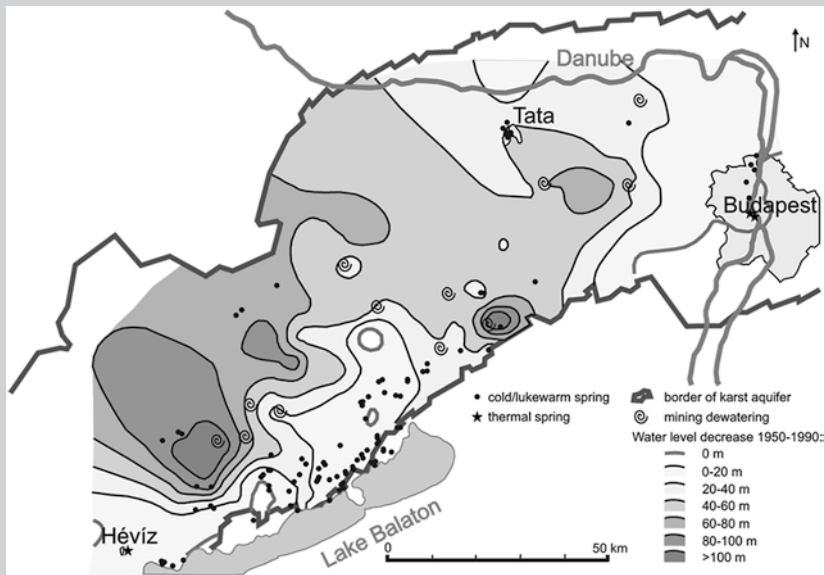 N
Danube
Tata
Budapest
cold/lukewarm spring
thermal spring
border of karst aquifer
mining dewatering
Water level decrease 1950-1990::
0 m
0-20 m
20-40 m
40-60 m
60-80 m
80-100 m
>100 m
Hévíz
Lake Balaton
0
50 km